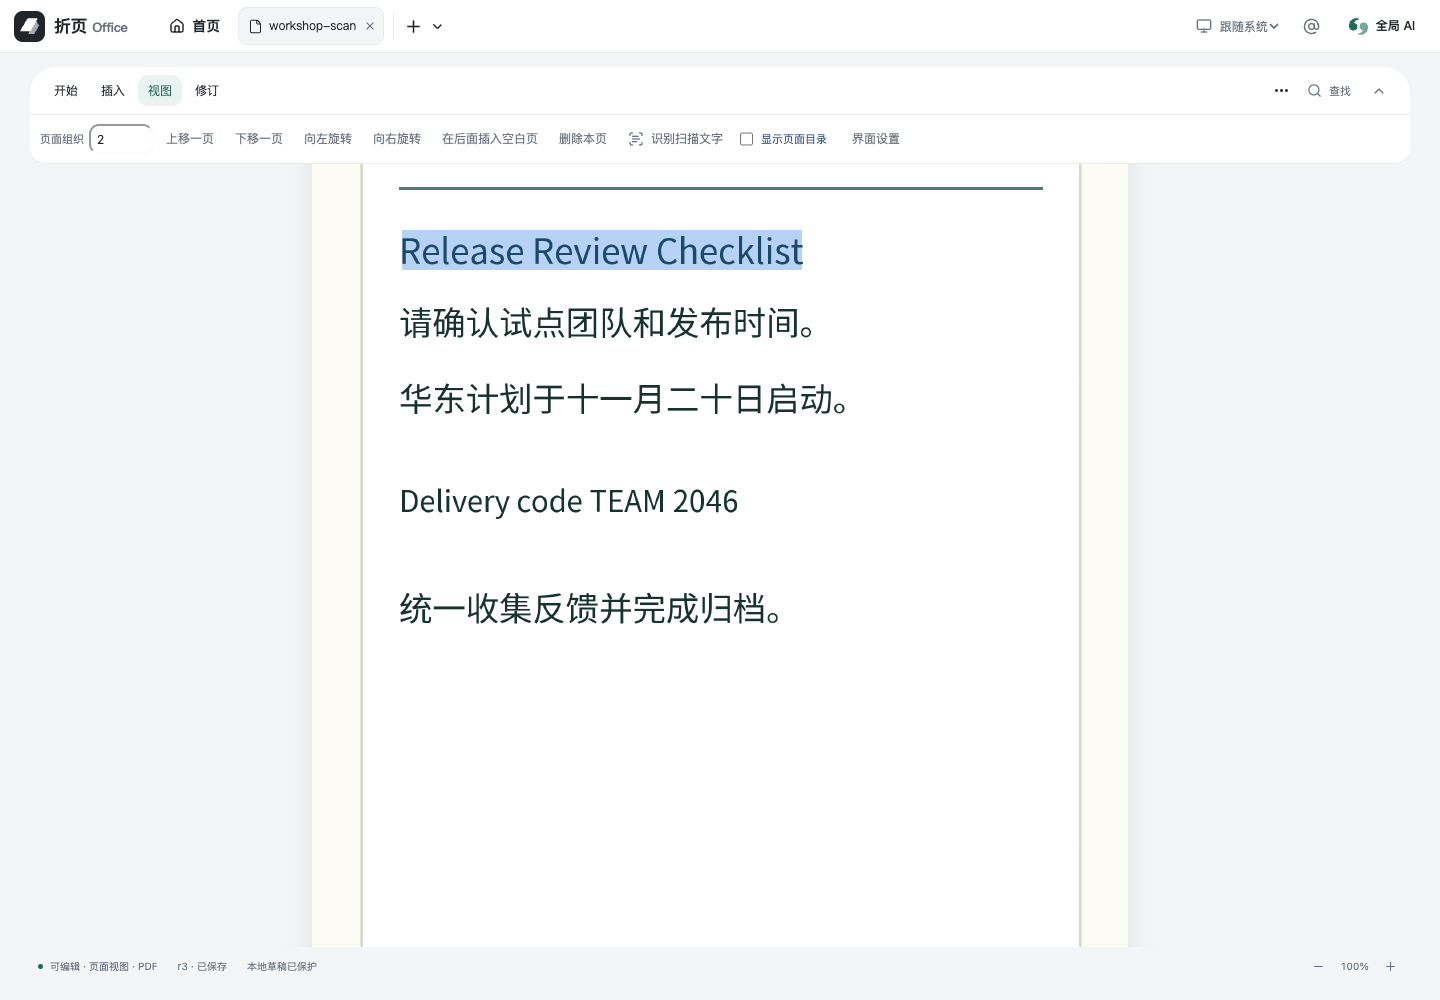 折页 Office
首页
workshop-scan
跟随系统
全局 AI
开始 插入 视图 修订
查找
页面组织 2 上移一页 下移一页 向左旋转 向右旋转 在后面插入空白页 删除本页 识别扫描文字 显示页面目录 界面设置
Release Review Checklist
请确认试点团队和发布时间。
华东计划于十一月二十日启动。
Delivery code TEAM 2046
统一收集反馈并完成归档。
可编辑 · 页面视图 · PDF r3 · 已保存 本地草稿已保护
100%